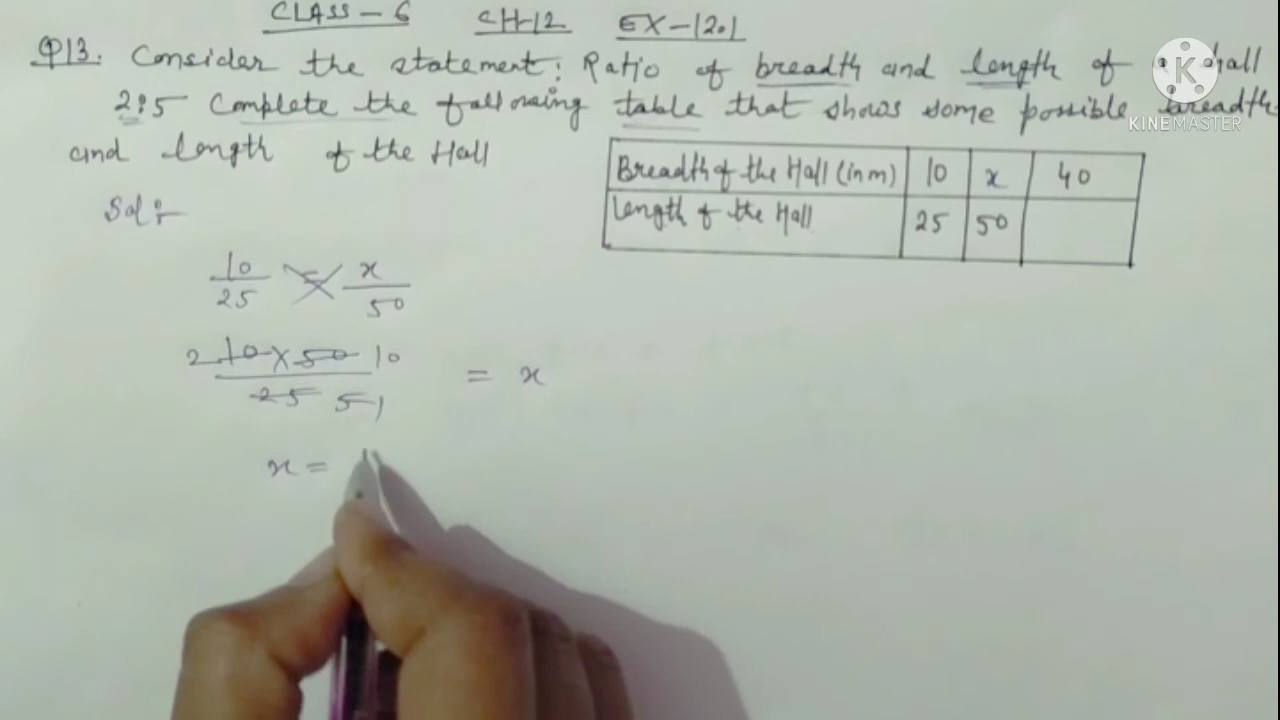 CLASS - 6 CH-12 EX-12.1
Q13. Consider the statement: Ratio of breadth and length of a hall
2:5 Complete the following table that shows some possible breadth
and length of the Hall
Breadth of the Hall (in m) 10 x 40
Length of the Hall 25 50
Sol:-
10/25 = x/50
2 10 x 50 10 / 25 5 1 = x
x =
K
KINEMASTER